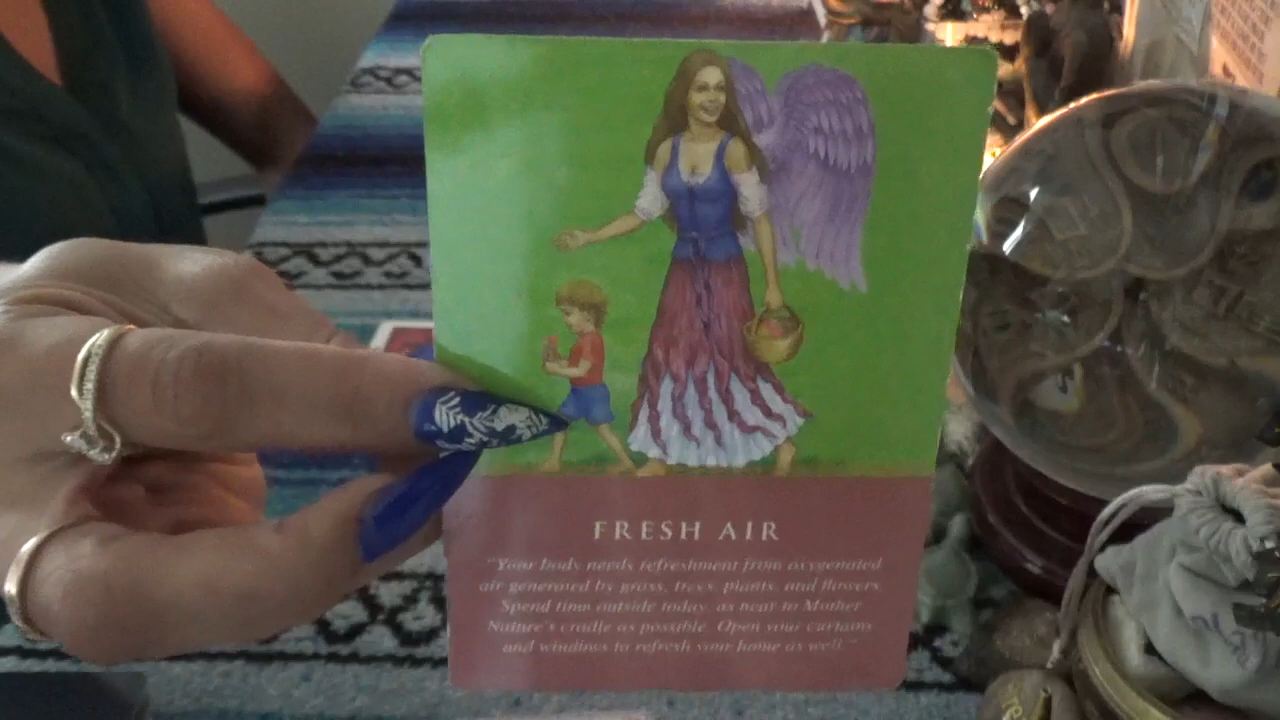 FRESH AIR
"Your body needs refreshment from oxygenated
air generated by grass, trees, plants, and flowers.
Spend time outside today, as near to Mother
Nature's cradle as possible. Open your curtains
and windows to refresh your home as well."